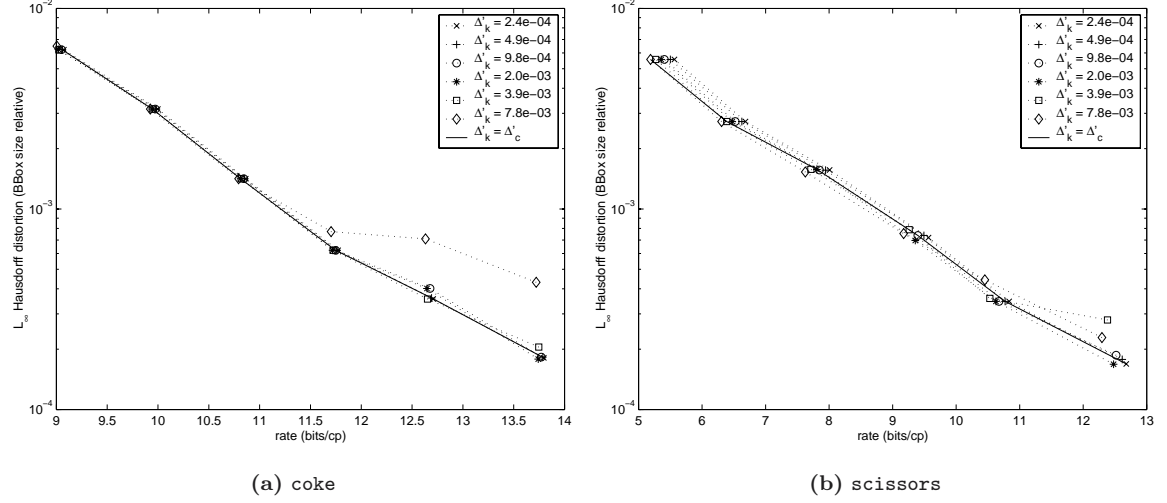 10⁻²
10⁻³
10⁻⁴
L∞ Hausdorff distortion (BBox size relative)
9 9.5 10 10.5 11 11.5 12 12.5 13 13.5 14
rate (bits/cp)
Δ'k = 2.4e-04
Δ'k = 4.9e-04
Δ'k = 9.8e-04
Δ'k = 2.0e-03
Δ'k = 3.9e-03
Δ'k = 7.8e-03
Δ'k = Δ'c
(a) coke
10⁻²
10⁻³
10⁻⁴
L∞ Hausdorff distortion (BBox size relative)
5 6 7 8 9 10 11 12 13
rate (bits/cp)
Δ'k = 2.4e-04
Δ'k = 4.9e-04
Δ'k = 9.8e-04
Δ'k = 2.0e-03
Δ'k = 3.9e-03
Δ'k = 7.8e-03
Δ'k = Δ'c
(b) scissors